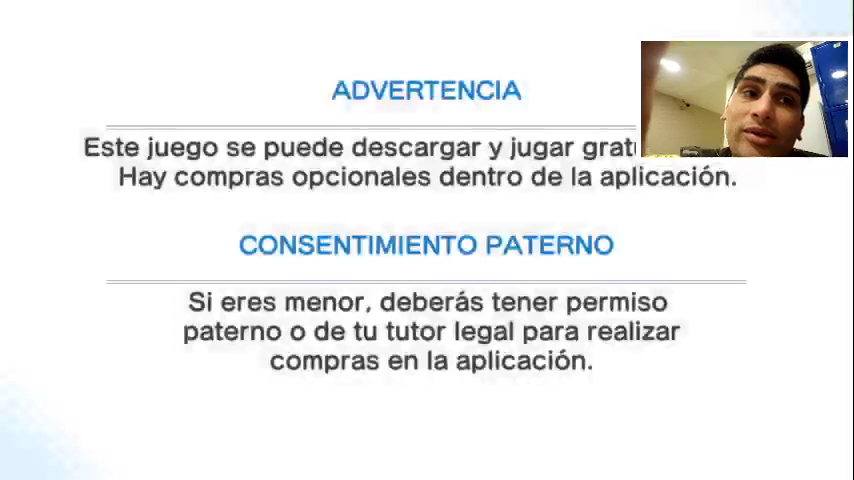 ADVERTENCIA
Este juego se puede descargar y jugar
Hay compras opcionales dentro de la aplicación.
CONSENTIMIENTO PATERNO
Si eres menor, deberás tener permiso
paterno o de tu tutor legal para realizar
compras en la aplicación.